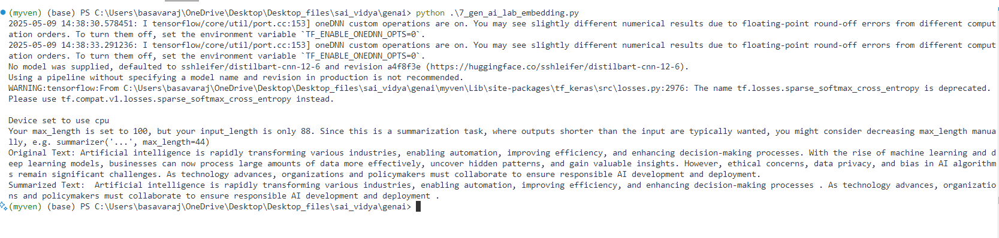 (myven) (base) PS C:\Users\basavaraj\OneDrive\Desktop\Desktop_files\sai_vidya\genai> python .\7_gen_ai_lab_embedding.py
2025-05-09 14:38:30.578451: I tensorflow/core/util/port.cc:153] oneDNN custom operations are on. You may see slightly different numerical results due to floating-point round-off errors from different comput
ation orders. To turn them off, set the environment variable `TF_ENABLE_ONEDNN_OPTS=0`.
2025-05-09 14:38:33.291236: I tensorflow/core/util/port.cc:153] oneDNN custom operations are on. You may see slightly different numerical results due to floating-point round-off errors from different comput
ation orders. To turn them off, set the environment variable `TF_ENABLE_ONEDNN_OPTS=0`.
No model was supplied, defaulted to sshleifer/distilbart-cnn-12-6 and revision a4f8f3e (https://huggingface.co/sshleifer/distilbart-cnn-12-6).
Using a pipeline without specifying a model name and revision in production is not recommended.
WARNING:tensorflow:From C:\Users\basavaraj\OneDrive\Desktop\Desktop_files\sai_vidya\genai\myven\Lib\site-packages\tf_keras\src\losses.py:2976: The name tf.losses.sparse_softmax_cross_entropy is deprecated.
Please use tf.compat.v1.losses.sparse_softmax_cross_entropy instead.
Device set to use cpu
Your max_length is set to 100, but your input_length is only 88. Since this is a summarization task, where outputs shorter than the input are typically wanted, you might consider decreasing max_length manua
lly, e.g. summarizer('...', max_length=44)
Original Text: Artificial intelligence is rapidly transforming various industries, enabling automation, improving efficiency, and enhancing decision-making processes. With the rise of machine learning and d
eep learning models, businesses can now process large amounts of data more effectively, uncover hidden patterns, and gain valuable insights. However, ethical concerns, data privacy, and bias in AI algorithm
s remain significant challenges. As technology advances, organizations and policymakers must collaborate to ensure responsible AI development and deployment.
Summarized Text:  Artificial intelligence is rapidly transforming various industries, enabling automation, improving efficiency, and enhancing decision-making processes . As technology advances, organizatio
ns and policymakers must collaborate to ensure responsible AI development and deployment .
(myven) (base) PS C:\Users\basavaraj\OneDrive\Desktop\Desktop_files\sai_vidya\genai>